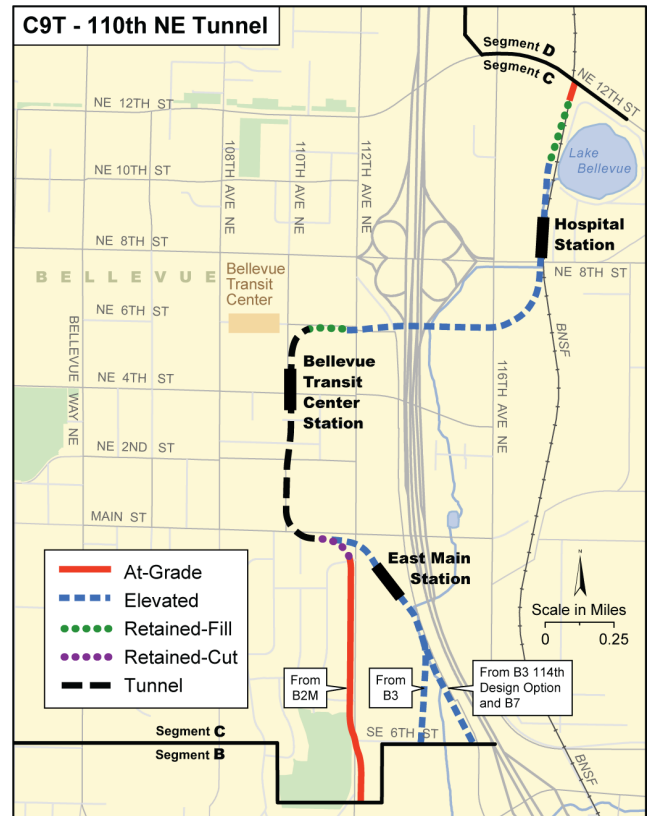 C9T - 110th NE Tunnel
Segment D
Segment C
NE 12TH ST
NE 12TH ST
108TH AVE NE
110TH AVE NE
112TH AVE NE
Lake
Bellevue
NE 10TH ST
Hospital
Station
NE 8TH ST
NE 8TH ST
BELLEVUE
Bellevue
Transit
Center
NE 6TH ST
BELLEVUE WAY NE
BNSF
Bellevue
Transit
Center
Station
116TH AVE NE
NE 4TH ST
NE 2ND ST
MAIN ST
East Main
Station
At-Grade
Elevated
Retained-Fill
Retained-Cut
Tunnel
N
Scale in Miles
0 0.25
From
B2M
From
B3
From B3 114th
Design Option
and B7
SE 6TH ST
Segment C
Segment B
BNSF